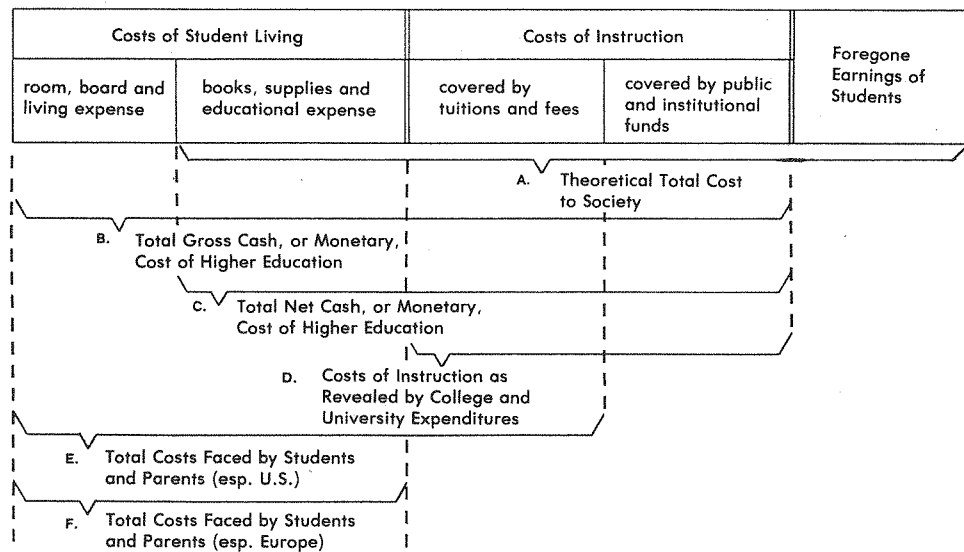 Costs of Student Living
Costs of Instruction
Foregone
Earnings of
Students
room, board and
living expense
books, supplies and
educational expense
covered by
tuitions and fees
covered by public
and institutional
funds
A. Theoretical Total Cost
to Society
B. Total Gross Cash, or Monetary,
Cost of Higher Education
C. Total Net Cash, or Monetary,
Cost of Higher Education
D. Costs of Instruction as
Revealed by College and
University Expenditures
E. Total Costs Faced by Students
and Parents (esp. U.S.)
F. Total Costs Faced by Students
and Parents (esp. Europe)